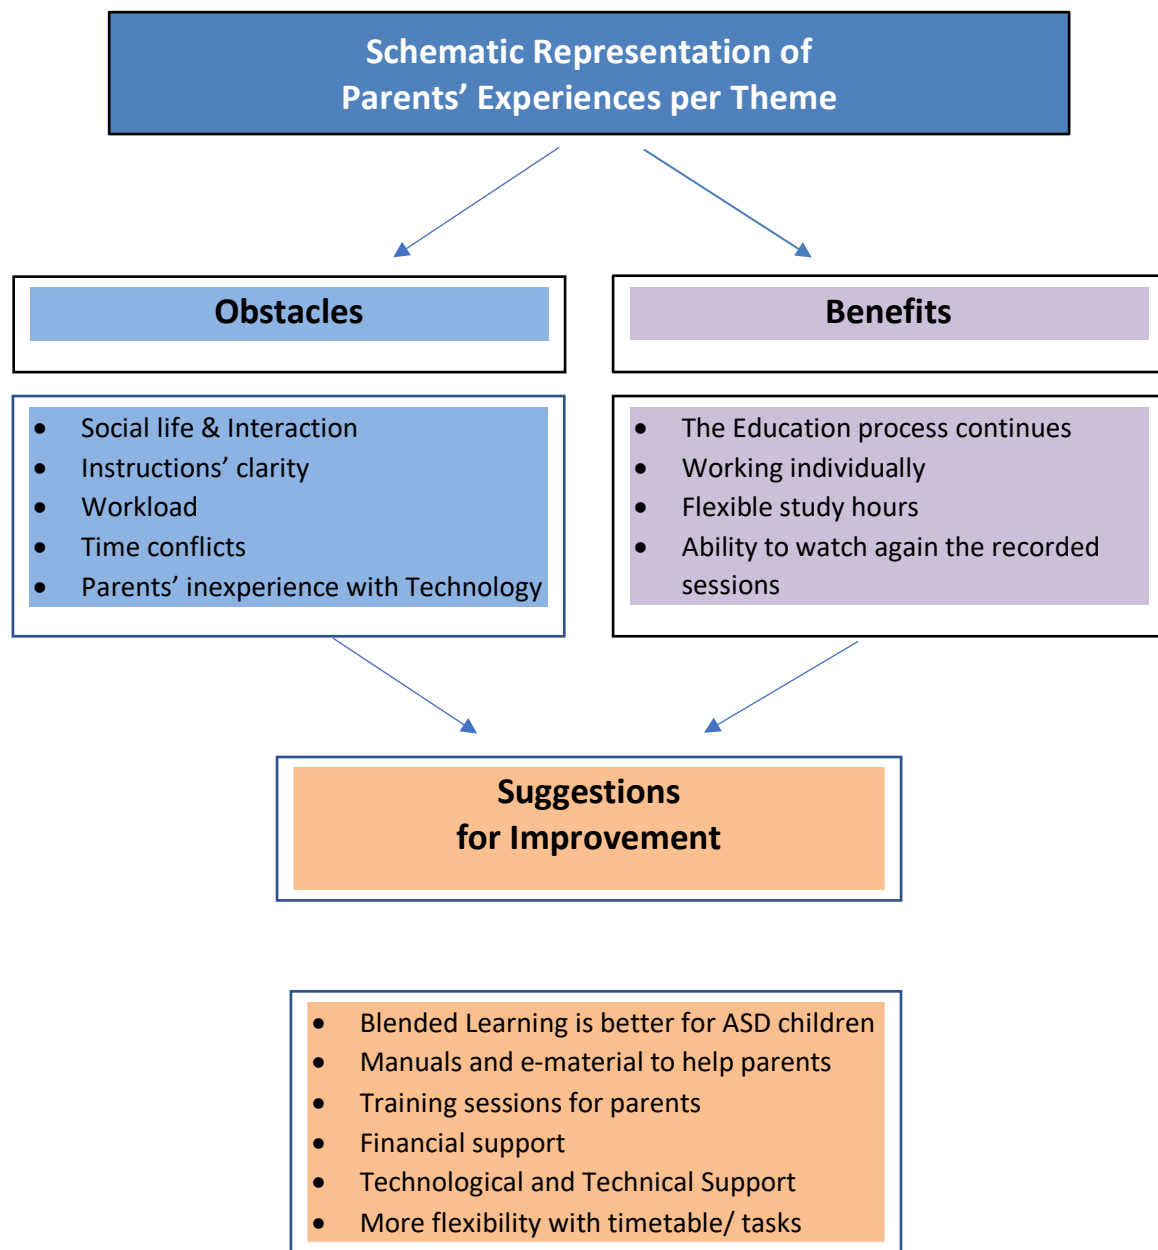 Schematic Representation of
Parents’ Experiences per Theme
Obstacles
• Social life & Interaction
• Instructions’ clarity
• Workload
• Time conflicts
• Parents’ inexperience with Technology
Benefits
• The Education process continues
• Working individually
• Flexible study hours
• Ability to watch again the recorded
sessions
Suggestions
for Improvement
• Blended Learning is better for ASD children
• Manuals and e-material to help parents
• Training sessions for parents
• Financial support
• Technological and Technical Support
• More flexibility with timetable/ tasks